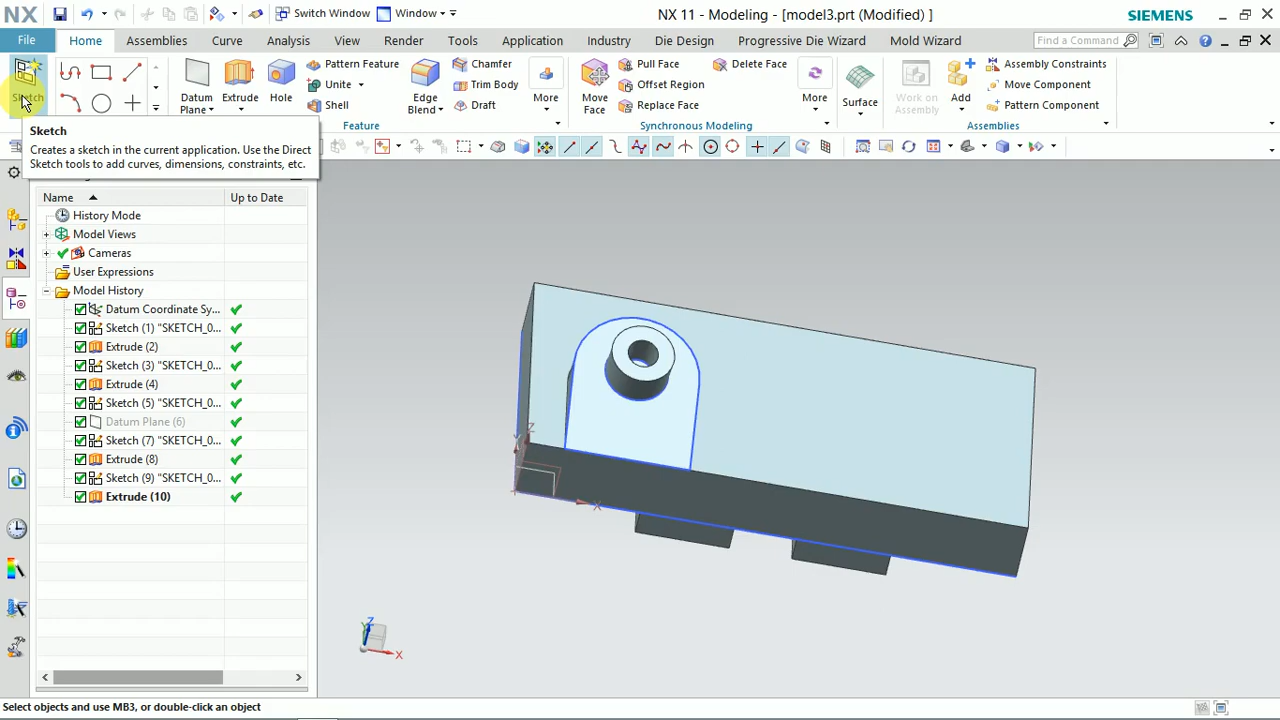 NX
Switch Window
Window
NX 11 - Modeling - [model3.prt (Modified) ]
SIEMENS
File
Home
Assemblies
Curve
Analysis
View
Render
Tools
Application
Industry
Die Design
Progressive Die Wizard
Mold Wizard
Find a Command
Sketch
Datum
Plane
Extrude
Hole
Pattern Feature
Unite
Shell
Edge
Blend
Chamfer
Trim Body
Draft
More
Feature
Move
Face
Pull Face
Offset Region
Replace Face
Delete Face
More
Synchronous Modeling
Surface
Work on
Assembly
Add
Assembly Constraints
Move Component
Pattern Component
Assemblies
Sketch
Creates a sketch in the current application. Use the Direct
Sketch tools to add curves, dimensions, constraints, etc.
Name
Up to Date
History Mode
Model Views
Cameras
User Expressions
Model History
Datum Coordinate Sy...
Sketch (1) "SKETCH_0...
Extrude (2)
Sketch (3) "SKETCH_0...
Extrude (4)
Sketch (5) "SKETCH_0...
Datum Plane (6)
Sketch (7) "SKETCH_0...
Extrude (8)
Sketch (9) "SKETCH_0...
Extrude (10)
Z
Y
X
Z
Y
X
Select objects and use MB3, or double-click an object